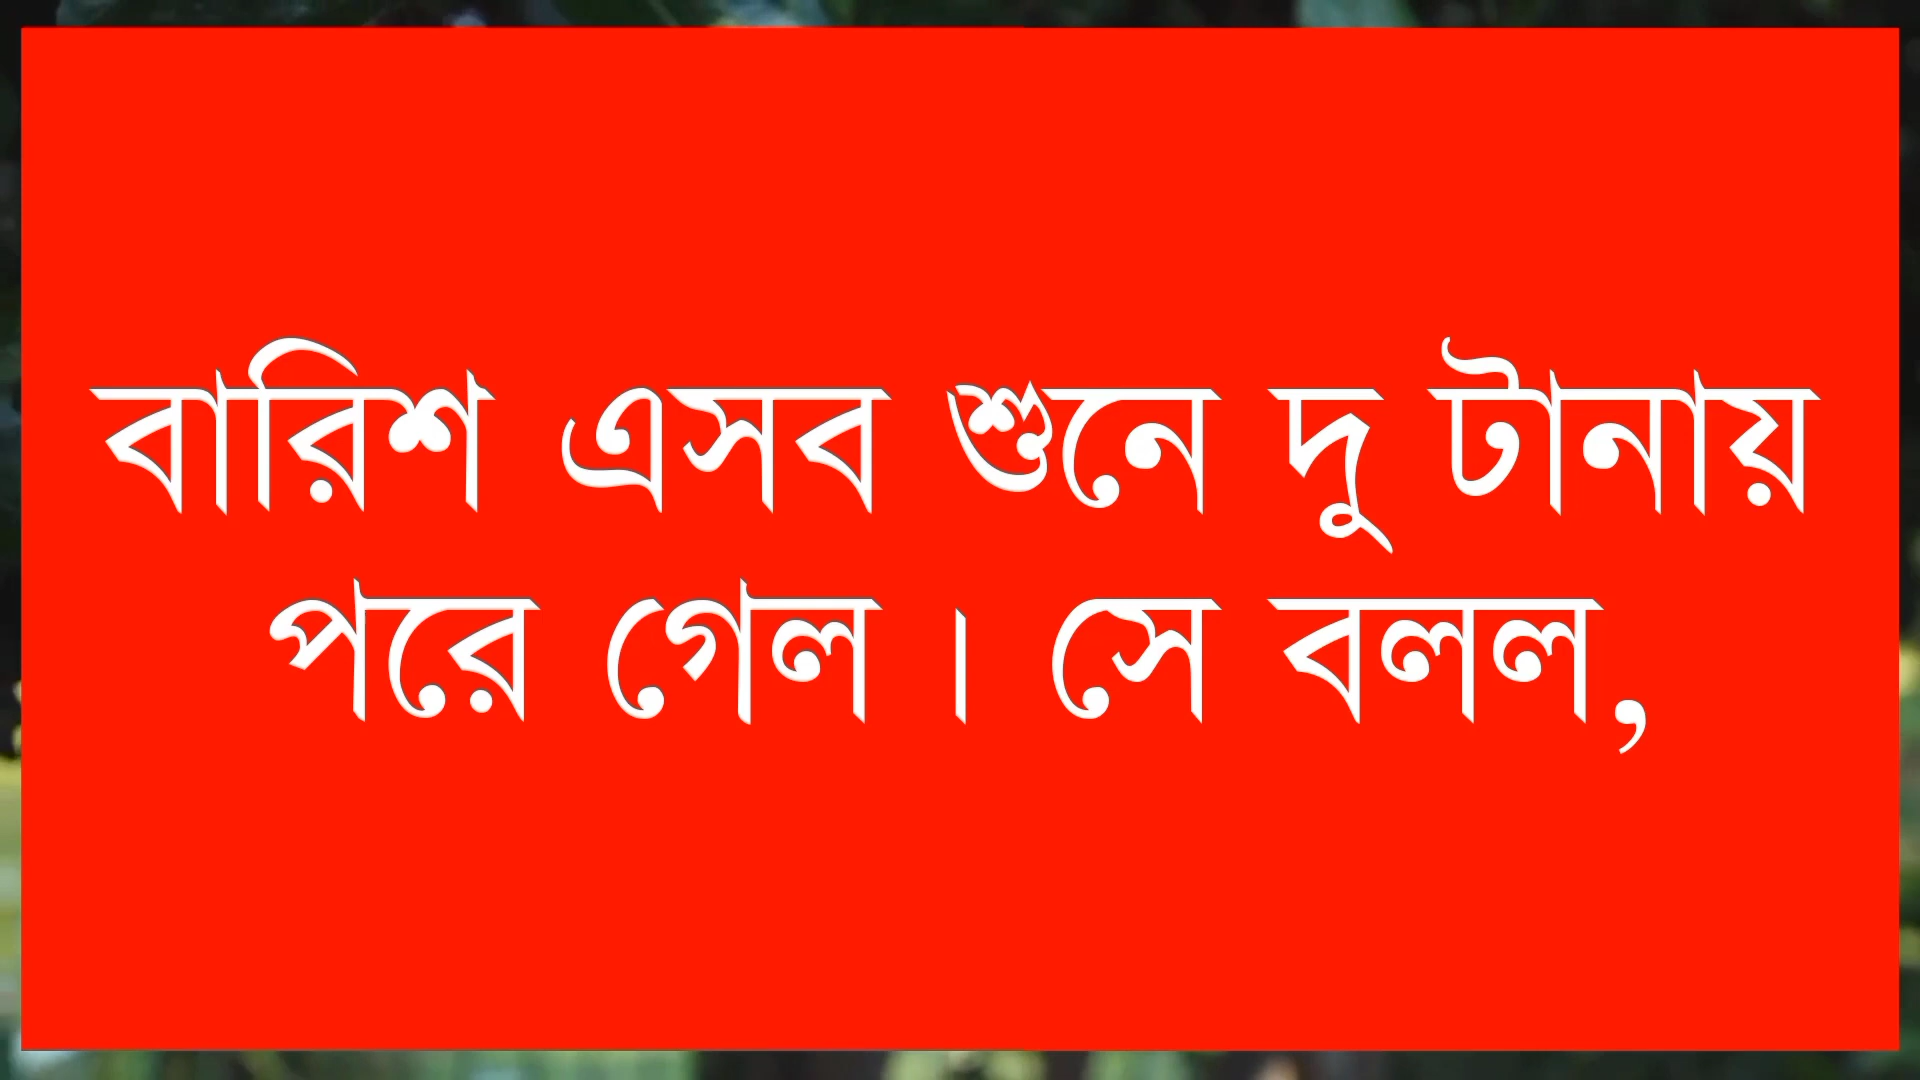 বারিশ এসব শুনে দু টানায়
পরে গেল । সে বলল,